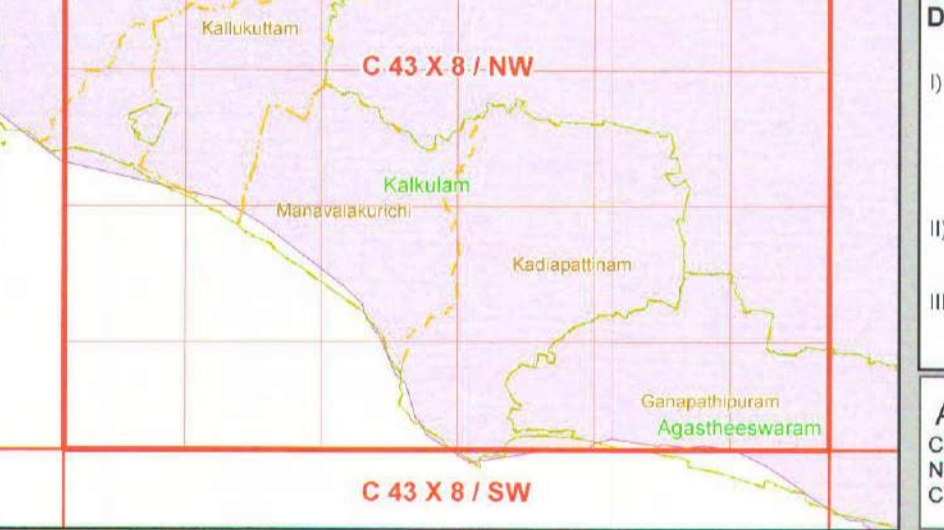 Kallukuttam
C 43 X 8 / NW
Kalkulam
Manavalakurichi
Kadiapattinam
Ganapathipuram
Agastheeswaram
C 43 X 8 / SW
D
I)
II)
III
A
C
N
C